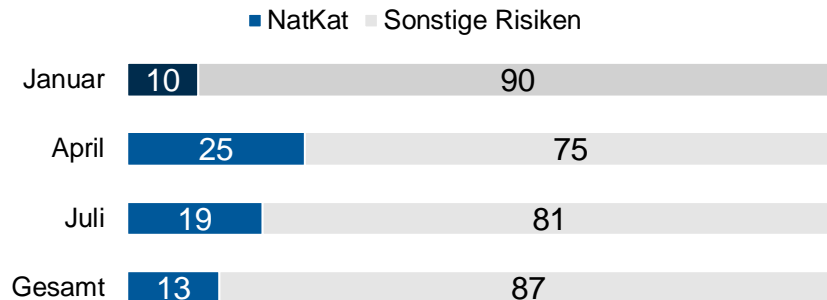 NatKat Sonstige Risiken
Januar 10 90
April 25 75
Juli 19 81
Gesamt 13 87